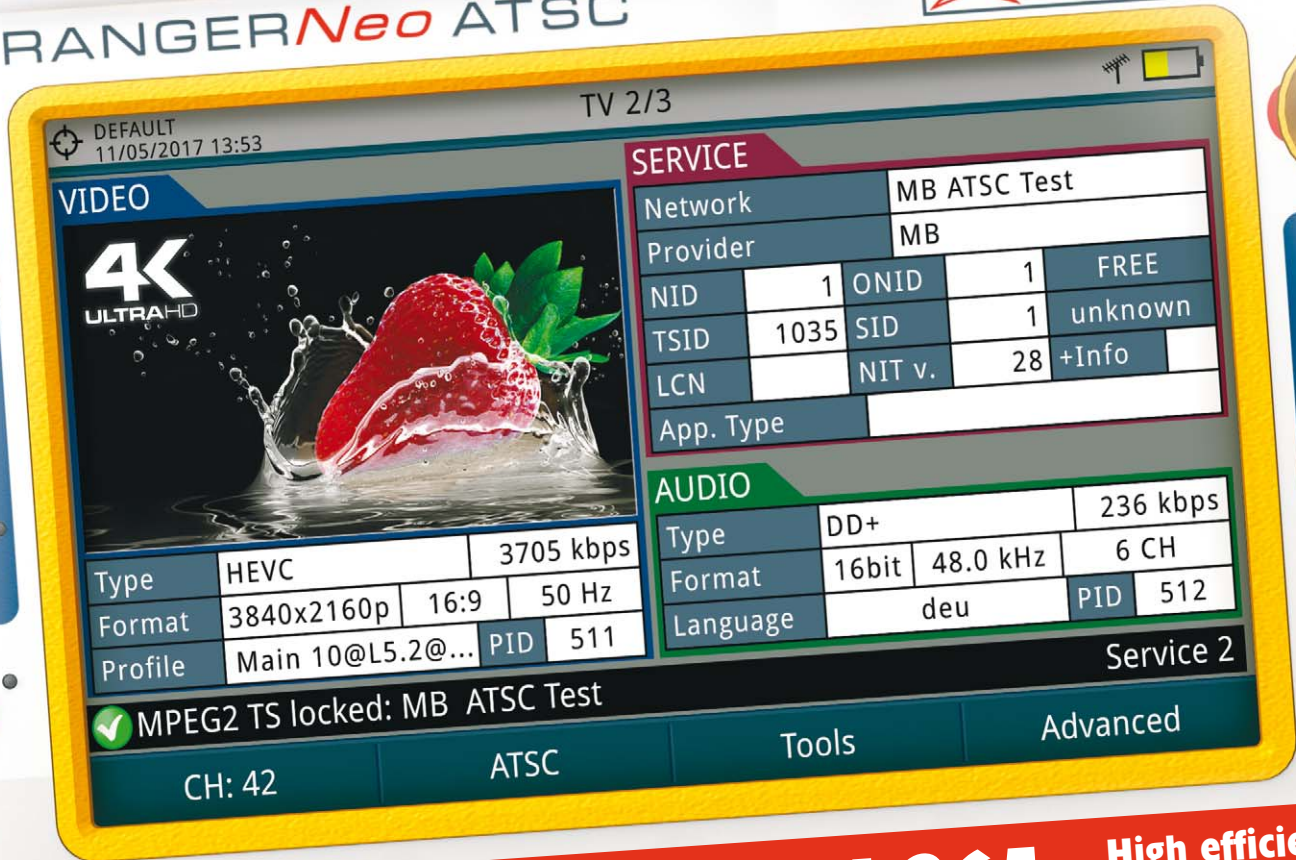 RANGERNeo ATSC
DEFAULT
11/05/2017 13:53
TV 2/3
VIDEO
4K
ULTRAHD
Type HEVC 3705 kbps
Format 3840x2160p 16:9 50 Hz
Profile Main 10@L5.2@... PID 511
SERVICE
Network MB ATSC Test
Provider MB
NID 1 ONID 1 FREE
TSID 1035 SID 1 unknown
LCN NIT v. 28 +Info
App. Type
AUDIO
Type DD+ 236 kbps
Format 16bit 48.0 kHz 6 CH
Language deu PID 512
MPEG2 TS locked: MB ATSC Test Service 2
CH: 42 ATSC Tools Advanced
High